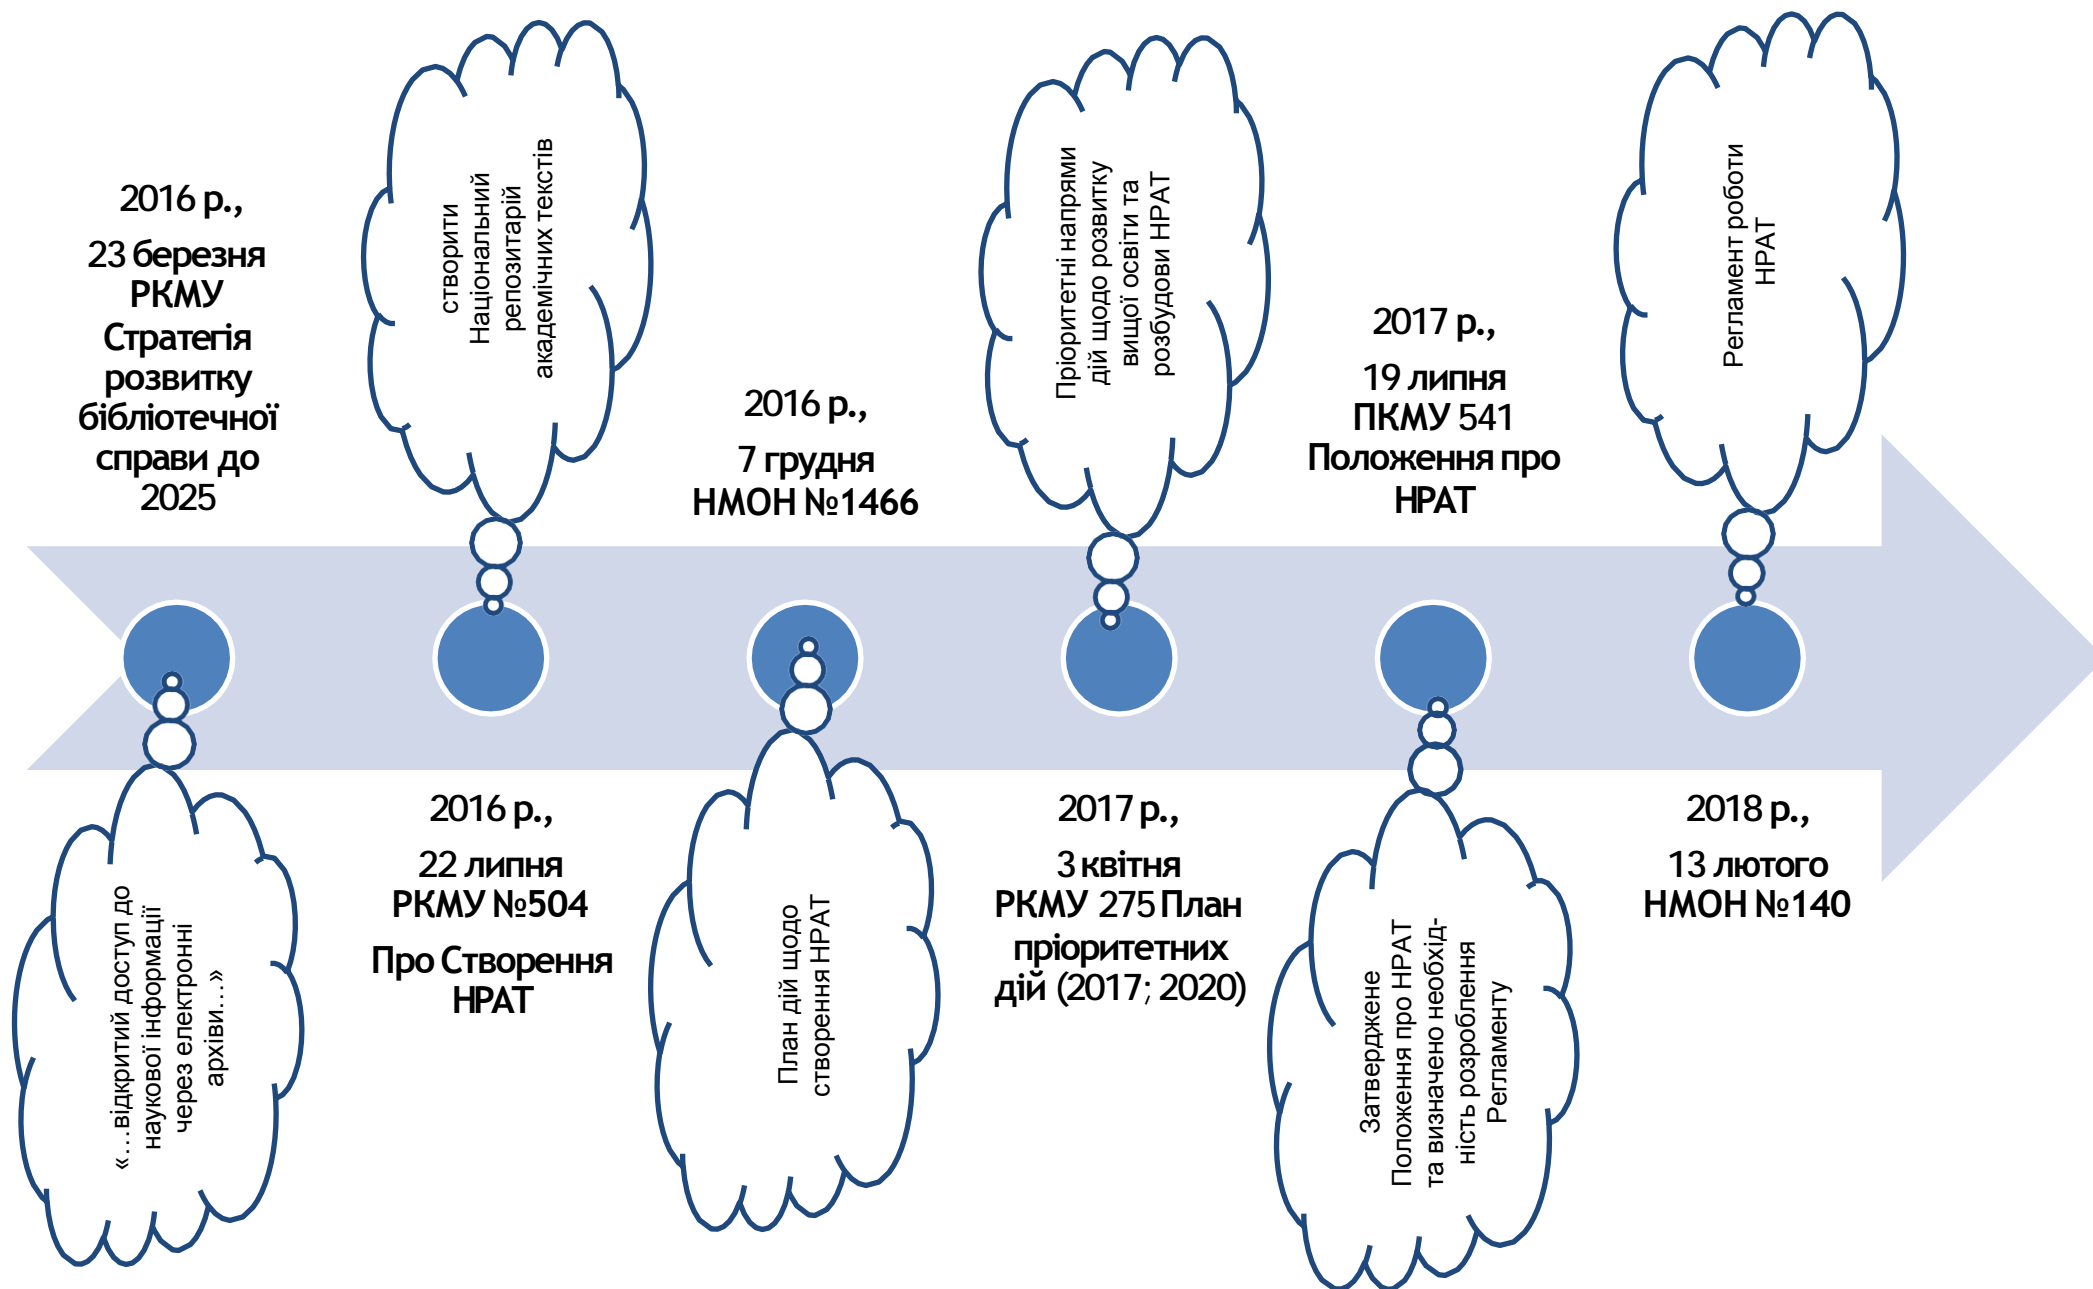 2016 р.,
23 березня
РКМУ
Стратегія
розвитку
бібліотечної
справи до
2025
«…відкритий доступ до
наукової інформації
через електронні
архіви…»
створити
Національний
репозитарій
академічних текстів
2016 р.,
22 липня
РКМУ №504
Про Створення
НРАТ
2016 р.,
7 грудня
НМОН №1466
План дій щодо
створення НРАТ
Пріоритетні напрями
дій щодо розвитку
вищої освіти та
розбудови НРАТ
2017 р.,
3 квітня
РКМУ 275 План
пріоритетних
дій (2017; 2020)
2017 р.,
19 липня
ПКМУ 541
Положення про
НРАТ
Затверджене
Положення про НРАТ
та визначено необхід-
ність розроблення
Регламенту
Регламент роботи
НРАТ
2018 р.,
13 лютого
НМОН №140